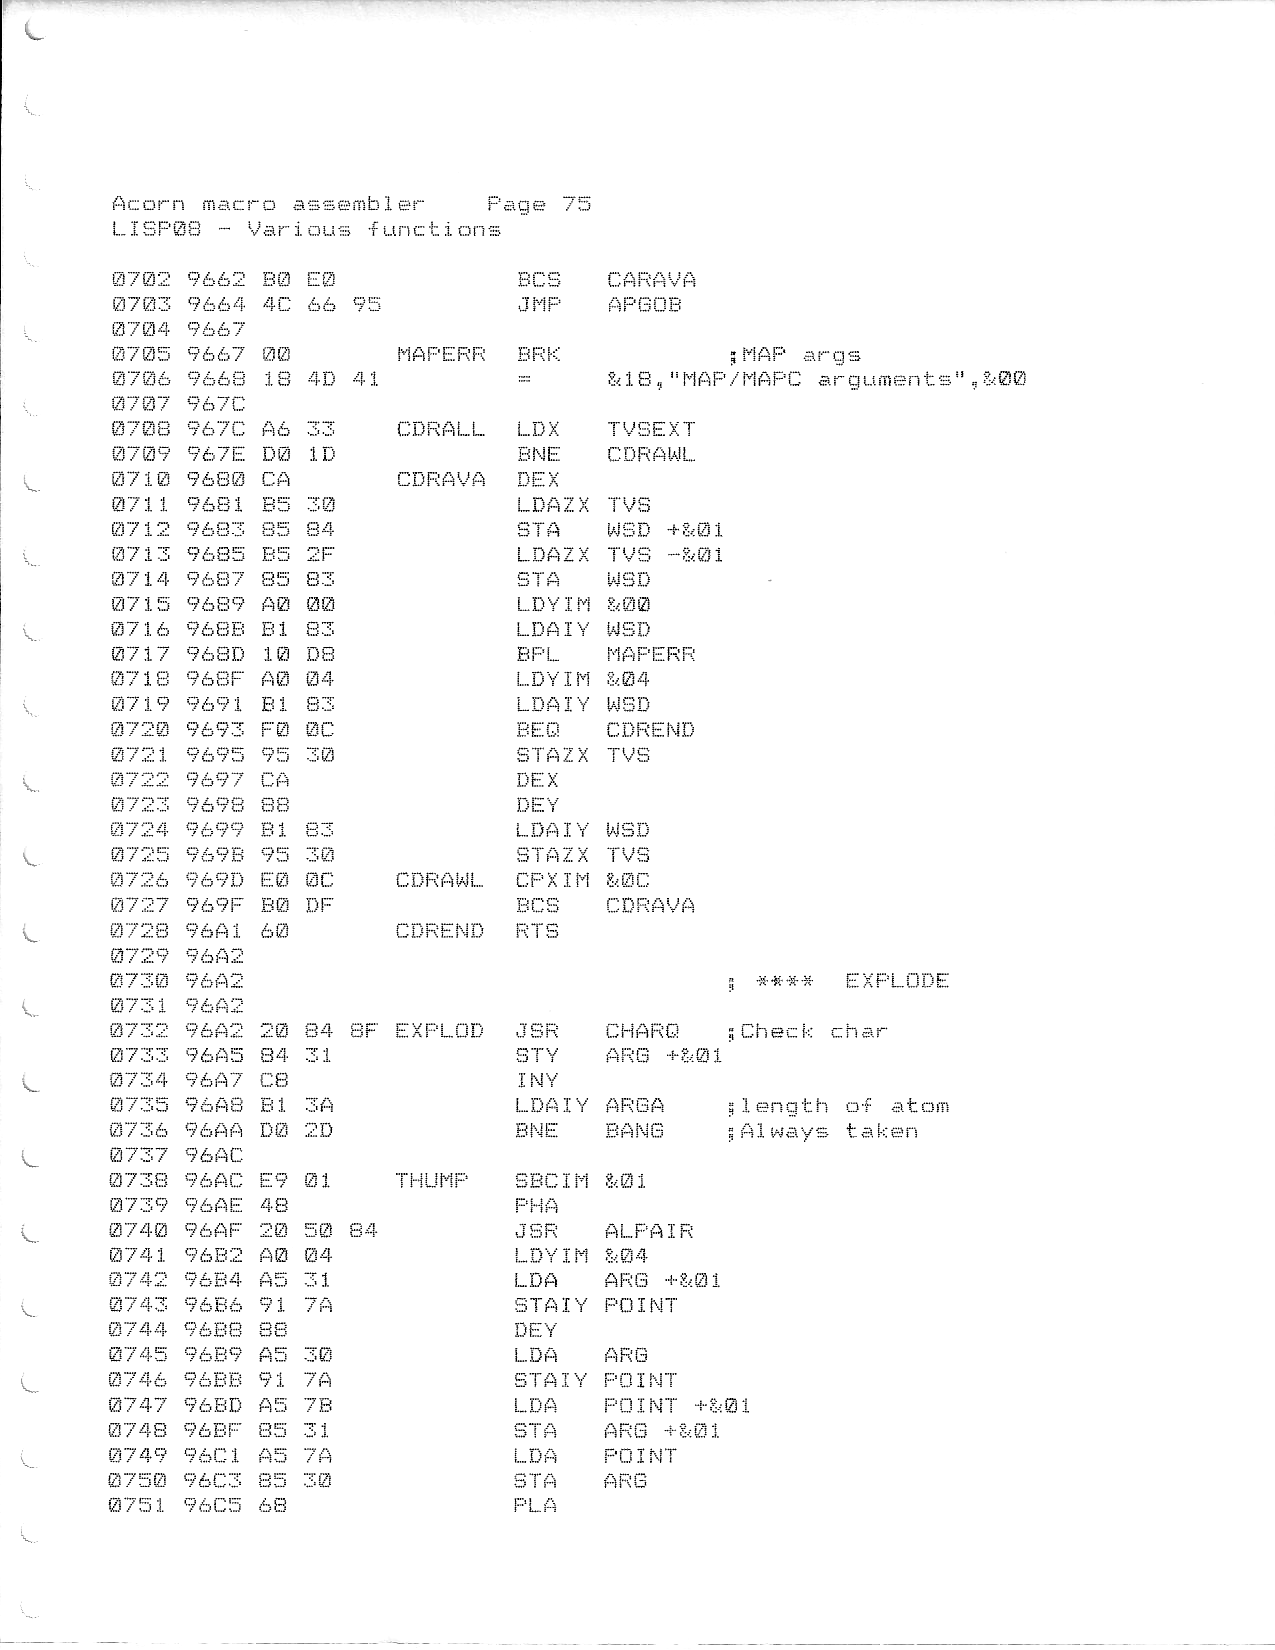 Acorn macro assembler    Page 75
LISP08 - Various functions
0702 9662 B0 E0            BCS   CARAVA
0703 9664 4C 66 95         JMP   APGOB
0704 9667
0705 9667 00       MAPERR  BRK           ;MAP args
0706 9668 18 4D 41         =     &18,"MAP/MAPC arguments",&00
0707 967C
0708 967C A6 33    CDRALL  LDX   TVSEXT
0709 967E D0 1D            BNE   CDRAWL
0710 9680 CA       CDRAVA  DEX
0711 9681 B5 30            LDAZX TVS
0712 9683 85 84            STA   WSD +&01
0713 9685 B5 2F            LDAZX TVS -&01
0714 9687 85 83            STA   WSD
0715 9689 A0 00            LDYIM &00
0716 968B B1 83            LDAIY WSD
0717 968D 10 D8            BPL   MAPERR
0718 968F A0 04            LDYIM &04
0719 9691 B1 83            LDAIY WSD
0720 9693 F0 0C            BEQ   CDREND
0721 9695 95 30            STAZX TVS
0722 9697 CA               DEX
0723 9698 88               DEY
0724 9699 B1 83            LDAIY WSD
0725 969B 95 30            STAZX TVS
0726 969D E0 0C    CDRAWL  CPXIM &0C
0727 969F B0 DF            BCS   CDRAVA
0728 96A1 60       CDREND  RTS
0729 96A2
0730 96A2                                ; ****  EXPLODE
0731 96A2
0732 96A2 20 84 8F EXPLOD  JSR   CHARQ   ;Check char
0733 96A5 84 31            STY   ARG +&01
0734 96A7 C8               INY
0735 96A8 B1 3A            LDAIY ARGA    ;length of atom
0736 96AA D0 2D            BNE   BANG    ;Always taken
0737 96AC
0738 96AC E9 01    THUMP   SBCIM &01
0739 96AE 48               PHA
0740 96AF 20 50 84         JSR   ALPAIR
0741 96B2 A0 04            LDYIM &04
0742 96B4 A5 31            LDA   ARG +&01
0743 96B6 91 7A            STAIY POINT
0744 96B8 88               DEY
0745 96B9 A5 30            LDA   ARG
0746 96BB 91 7A            STAIY POINT
0747 96BD A5 7B            LDA   POINT +&01
0748 96BF 85 31            STA   ARG +&01
0749 96C1 A5 7A            LDA   POINT
0750 96C3 85 30            STA   ARG
0751 96C5 68               PLA